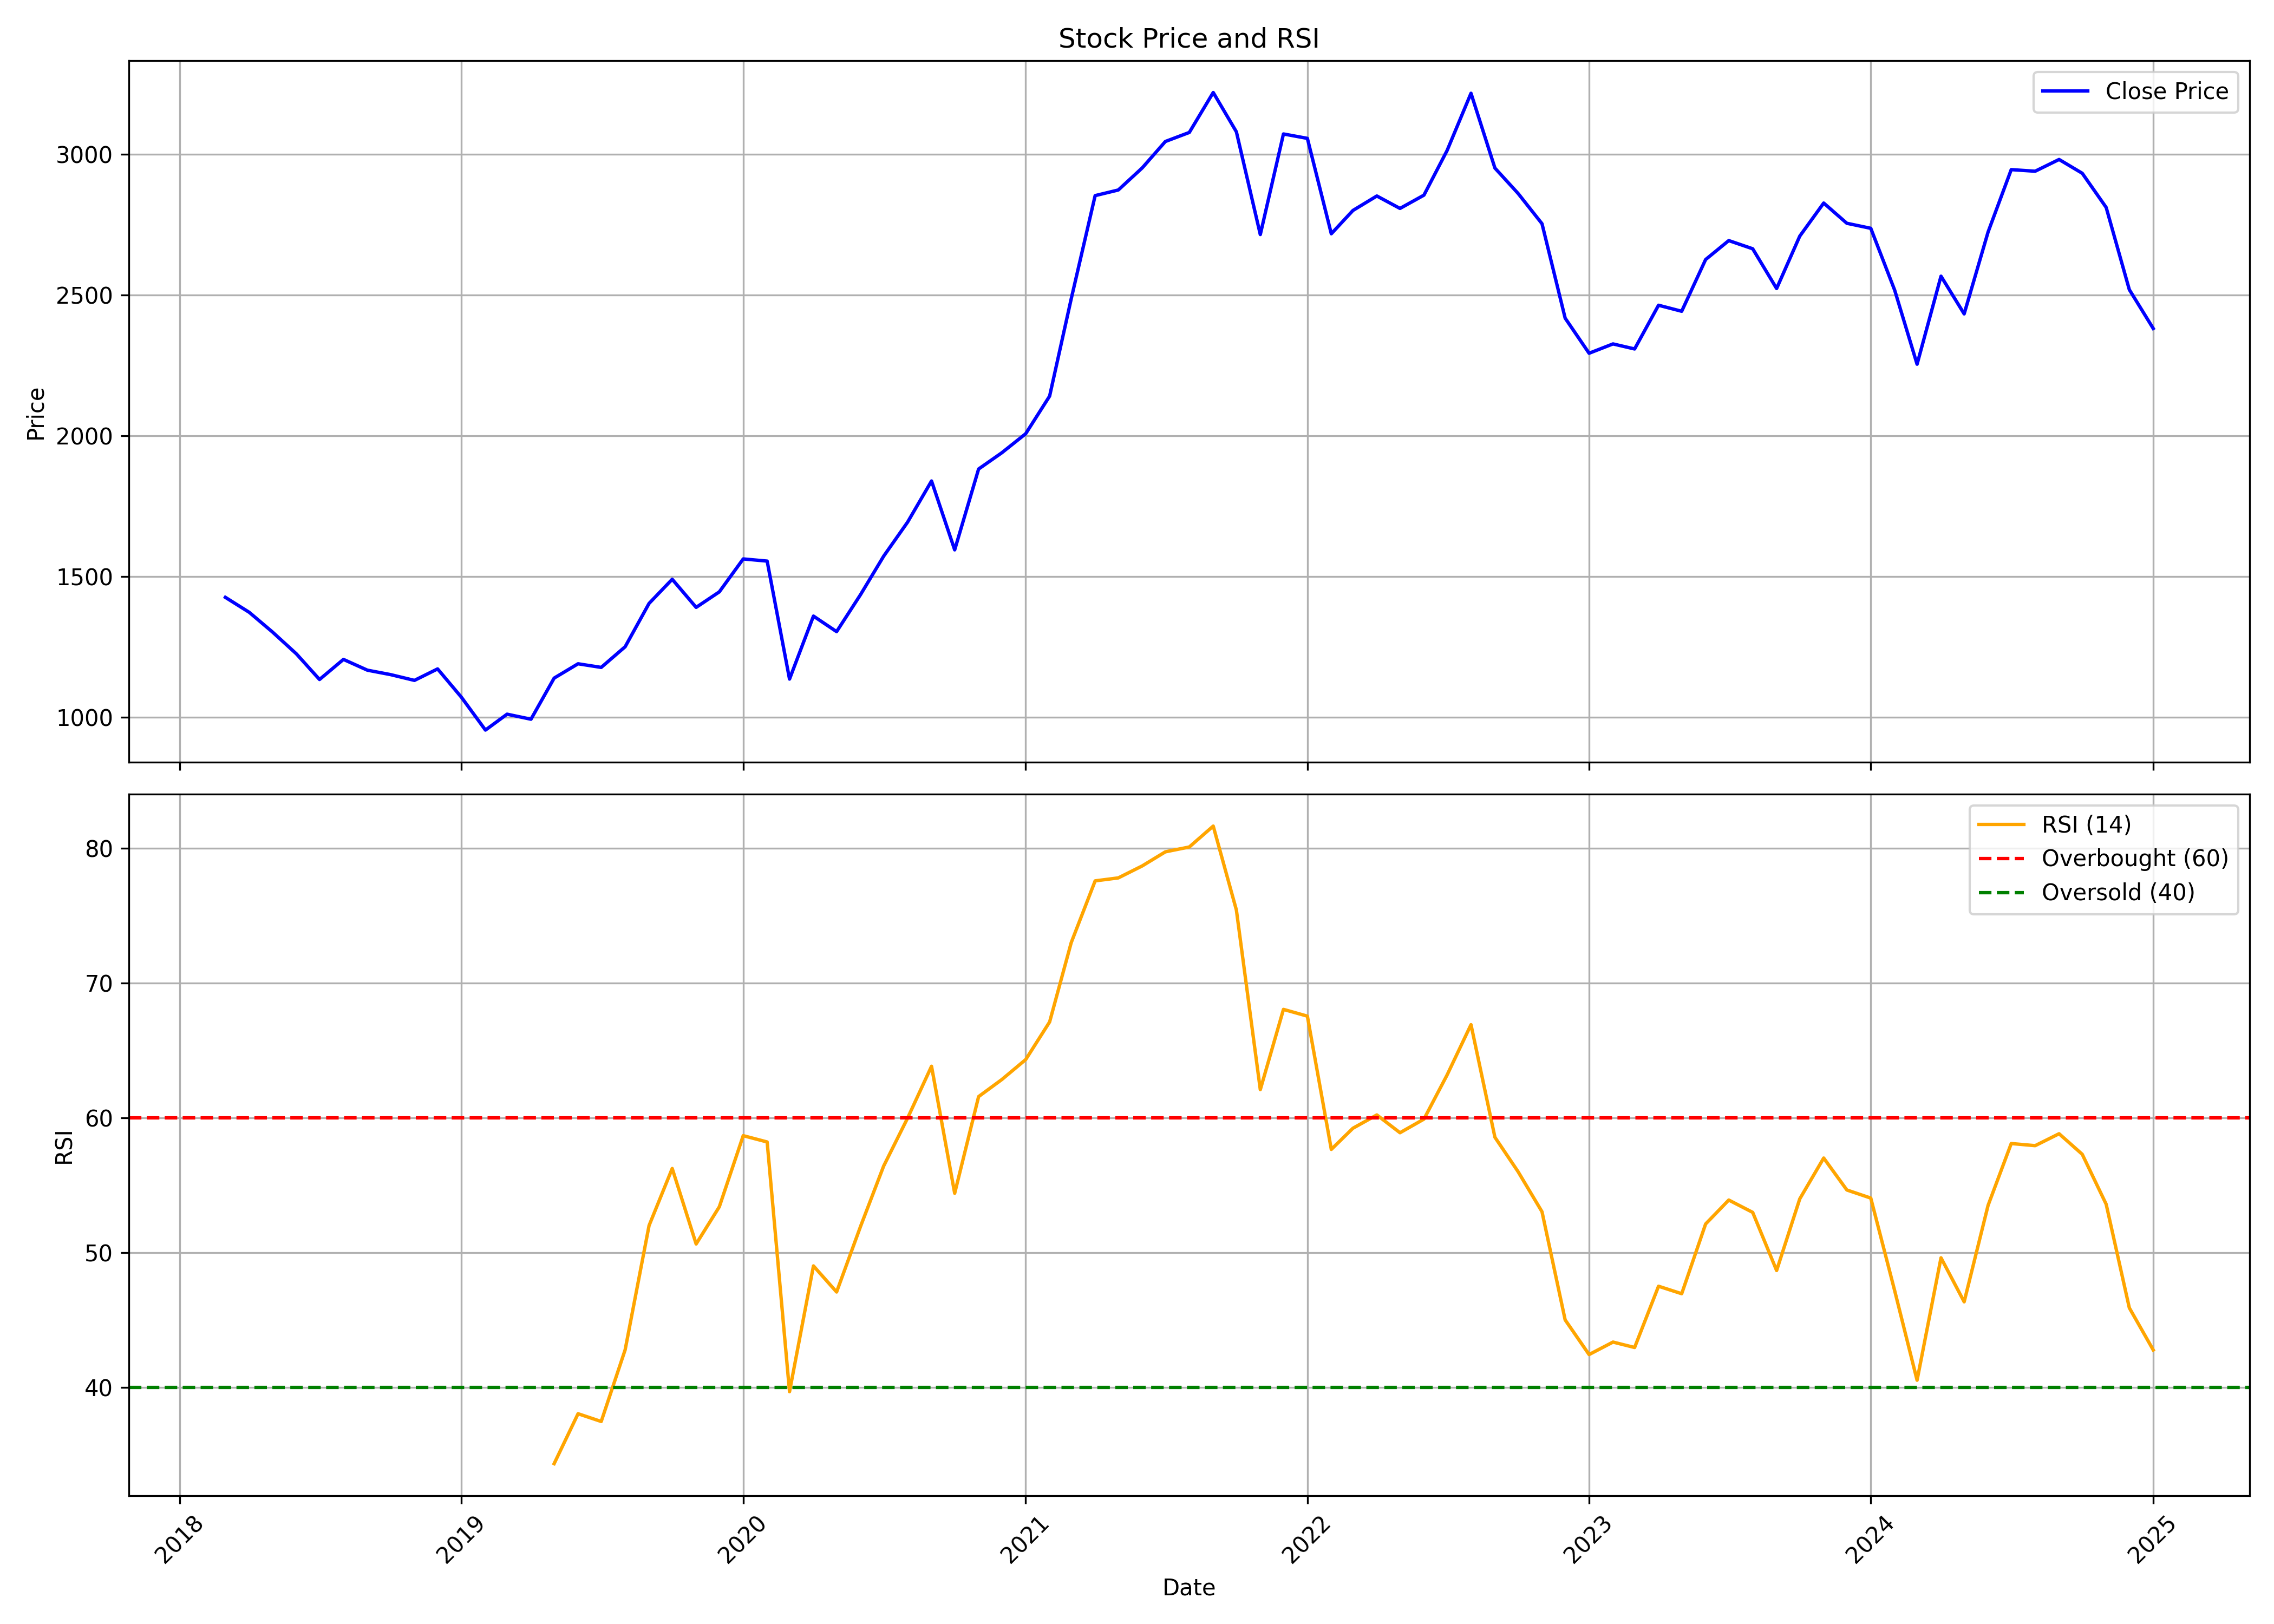 Stock Price and RSI
Close Price
Price
3000
2500
2000
1500
1000
RSI (14)
Overbought (60)
Oversold (40)
RSI
80
70
60
50
40
2018
2019
2020
2021
2022
2023
2024
2025
Date